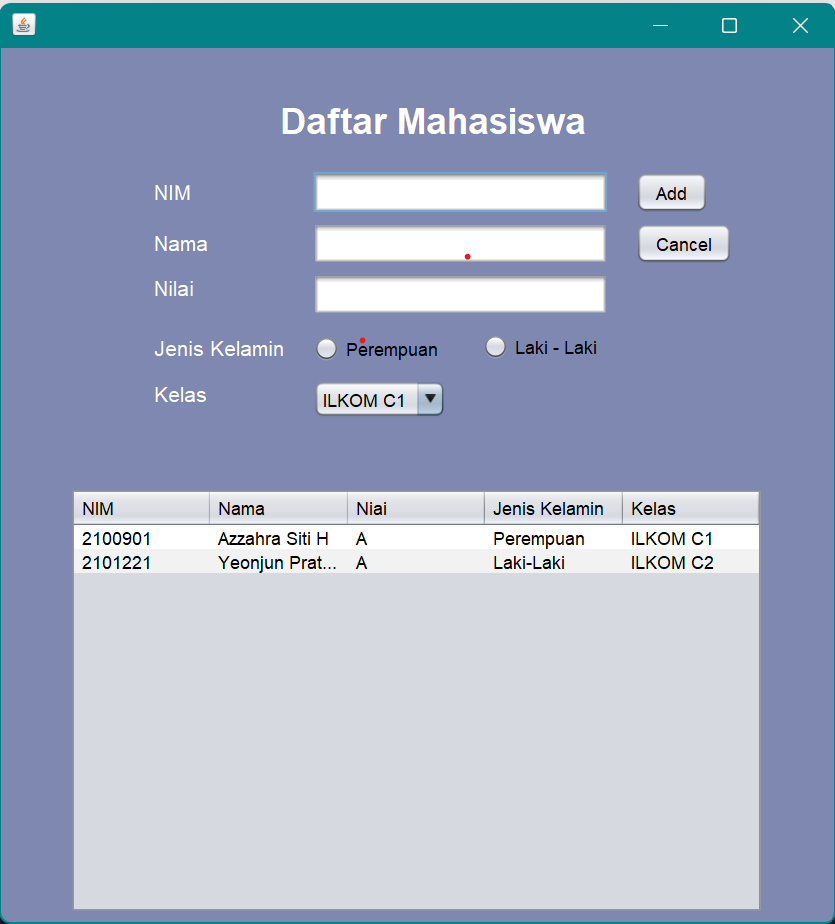 Daftar Mahasiswa
NIM Add
Nama Cancel
Nilai
Jenis Kelamin Perempuan Laki - Laki
Kelas ILKOM C1
NIM Nama Niai Jenis Kelamin Kelas
2100901 Azzahra Siti H A Perempuan ILKOM C1
2101221 Yeonjun Prat... A Laki-Laki ILKOM C2